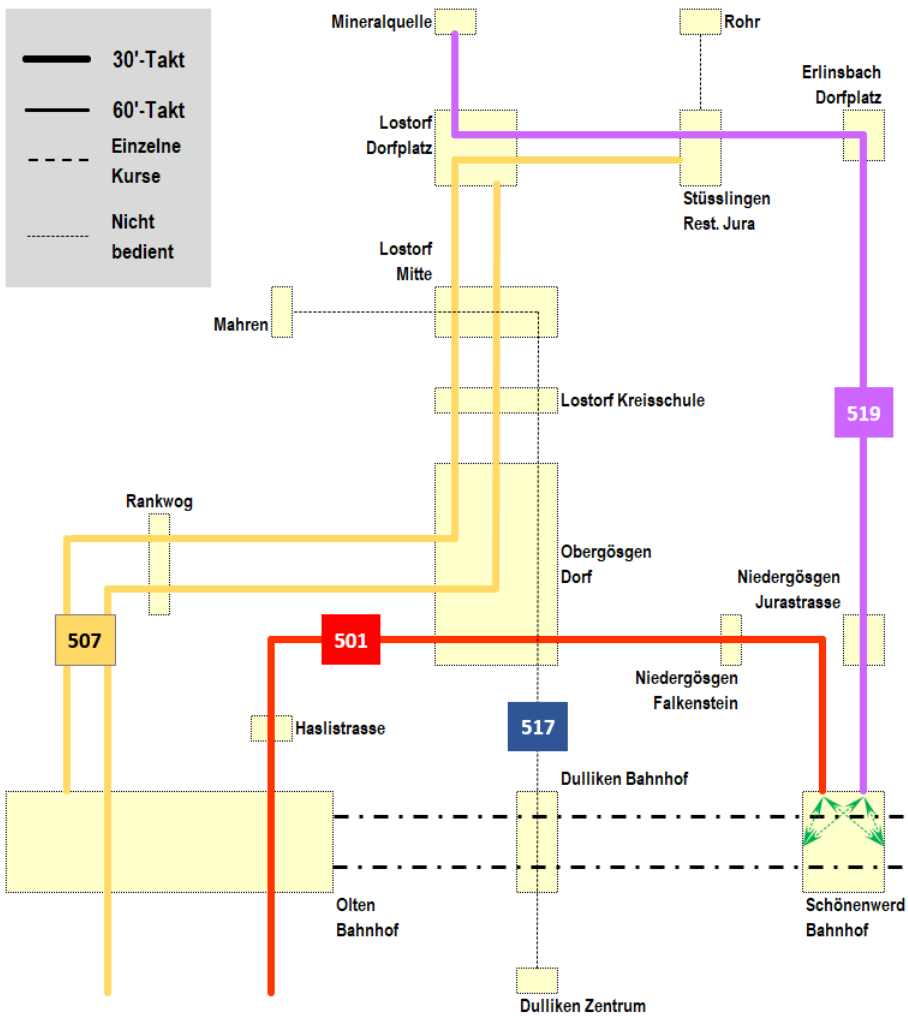 30'-Takt
60'-Takt
Einzelne
Kurse
Nicht
bedient
Mineralquelle
Rohr
Erlinsbach
Dorfplatz
Lostorf
Dorfplatz
Stüsslingen
Rest. Jura
Lostorf
Mitte
Mahren
Lostorf Kreisschule
519
Rankwog
Obergösgen
Dorf
Niedergösgen
Jurastrasse
507
501
Niedergösgen
Falkenstein
Haslistrasse
517
Dulliken Bahnhof
Olten
Bahnhof
Schönenwerd
Bahnhof
Dulliken Zentrum